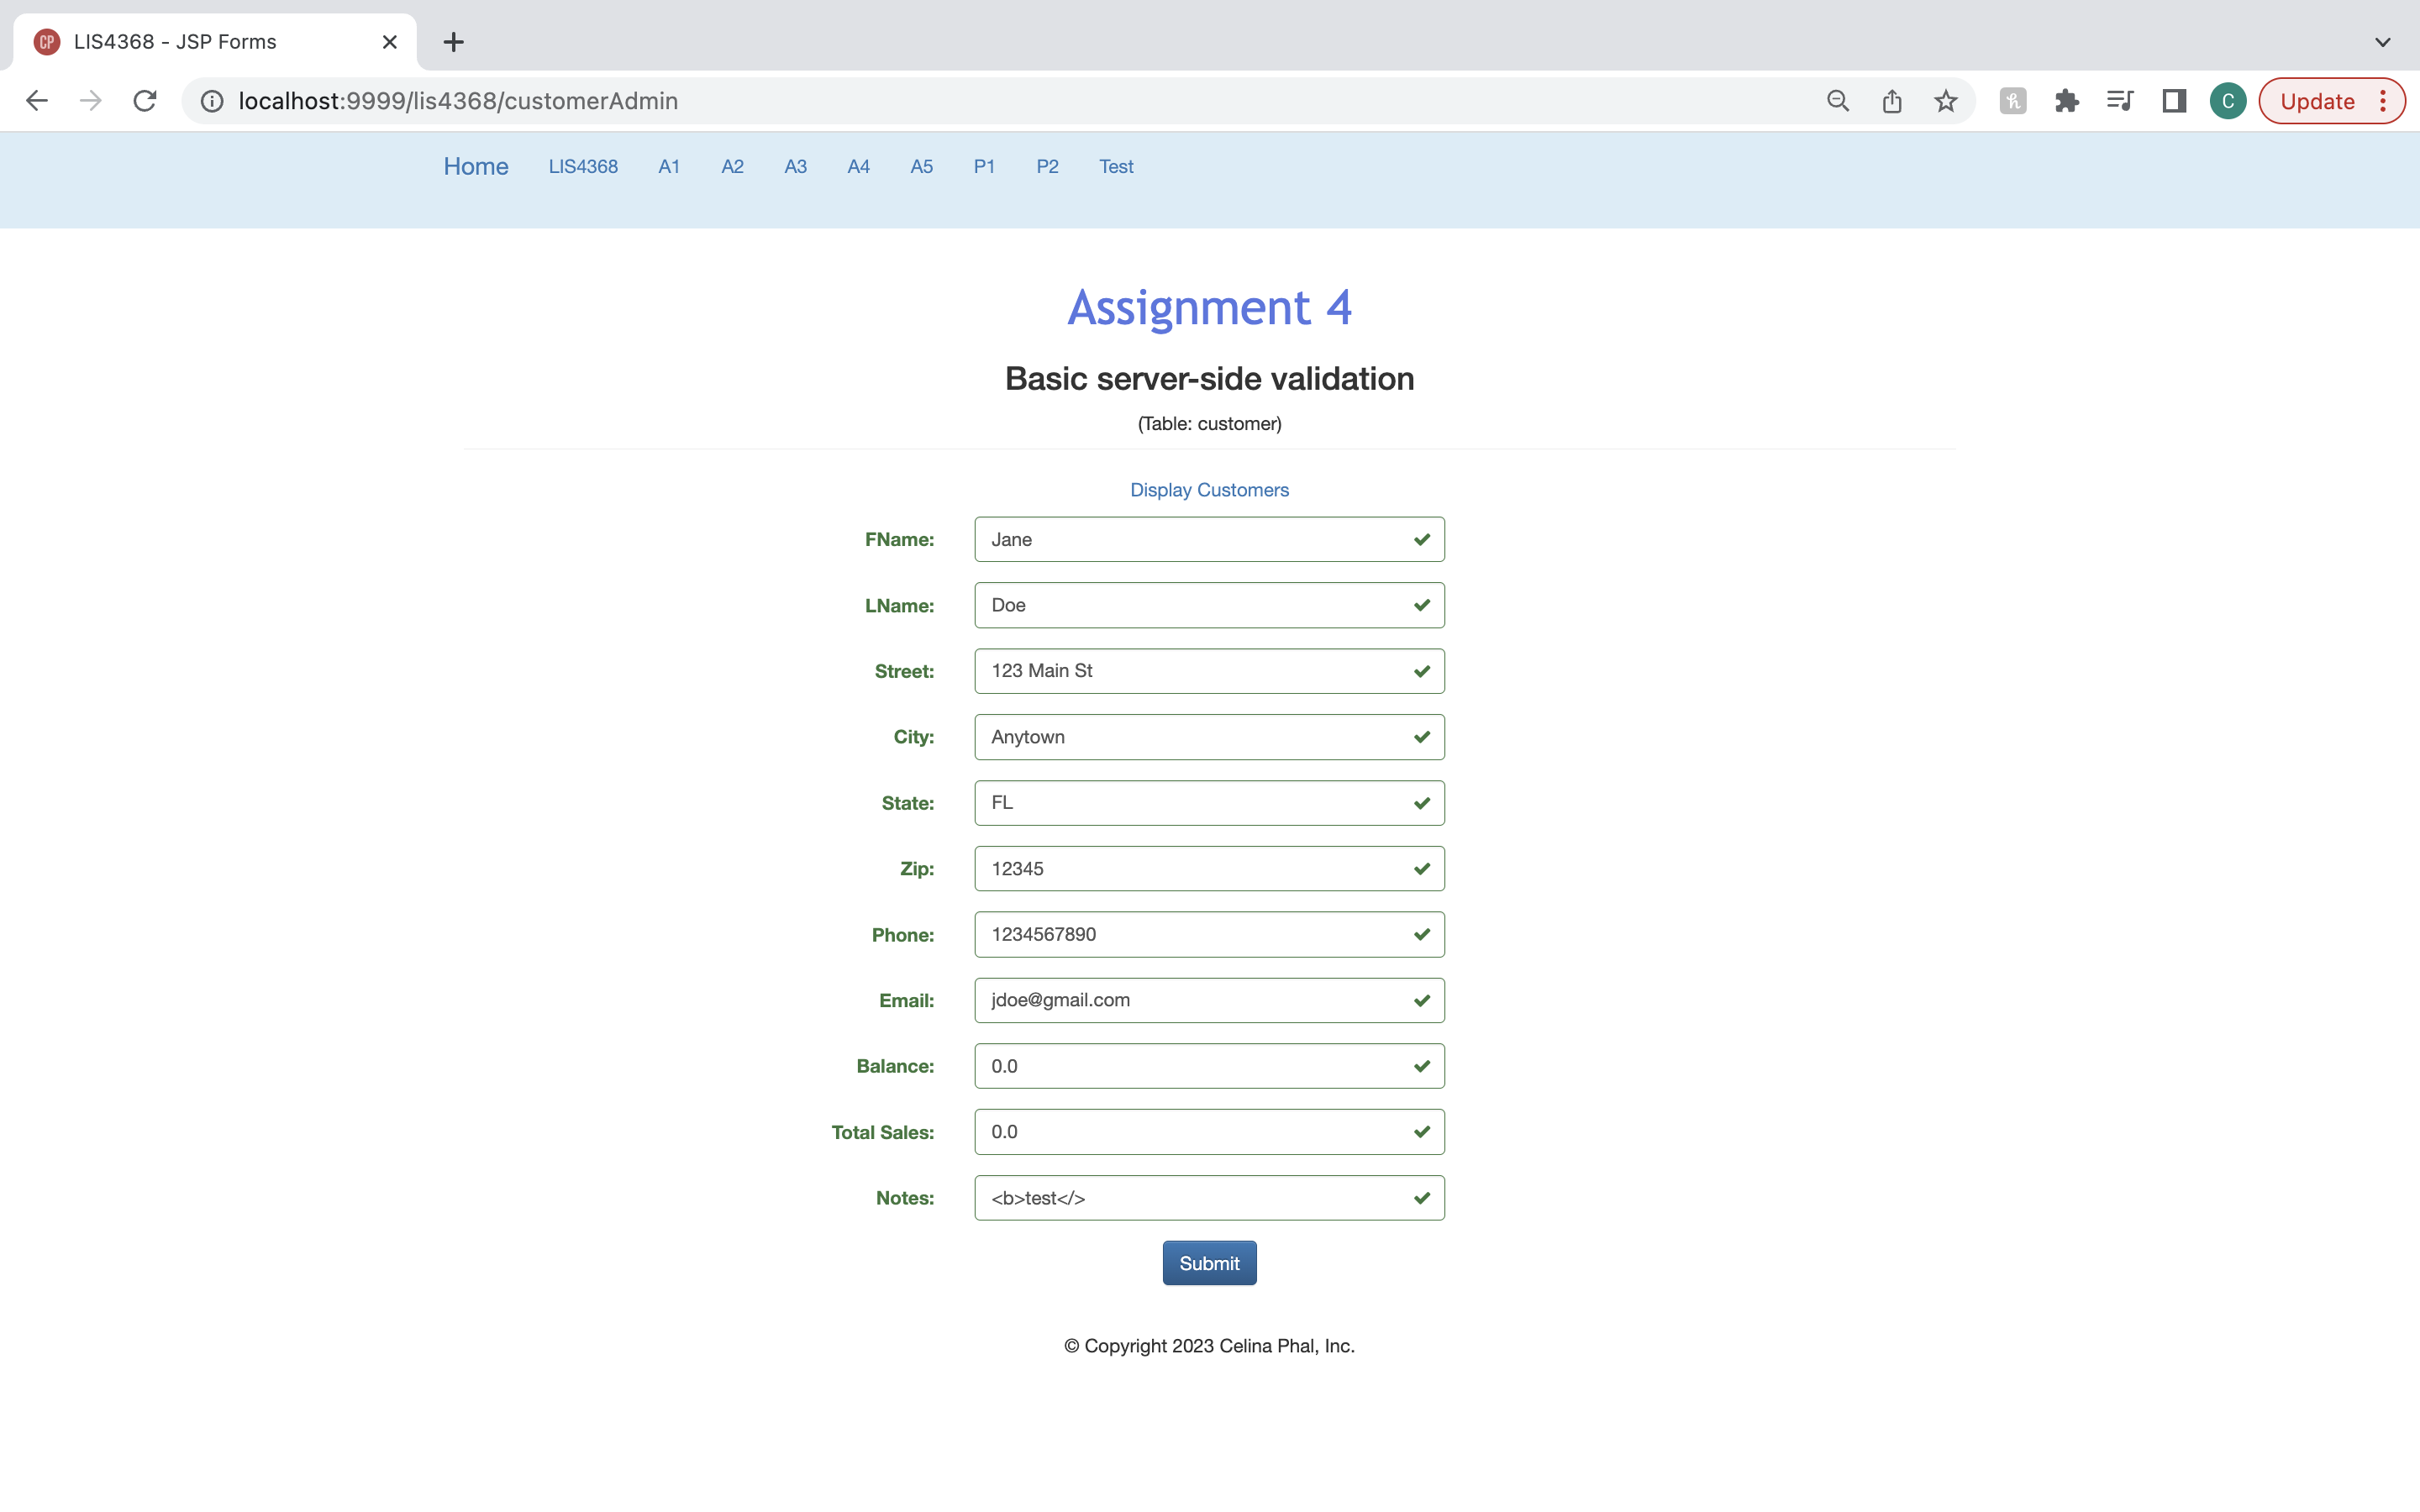 CP LIS4368 - JSP Forms
localhost:9999/lis4368/customerAdmin C Update
Home LIS4368 A1 A2 A3 A4 A5 P1 P2 Test
Assignment 4
Basic server-side validation
(Table: customer)
Display Customers
FName: Jane
LName: Doe
Street: 123 Main St
City: Anytown
State: FL
Zip: 12345
Phone: 1234567890
Email: jdoe@gmail.com
Balance: 0.0
Total Sales: 0.0
Notes: <b>test</>
Submit
© Copyright 2023 Celina Phal, Inc.